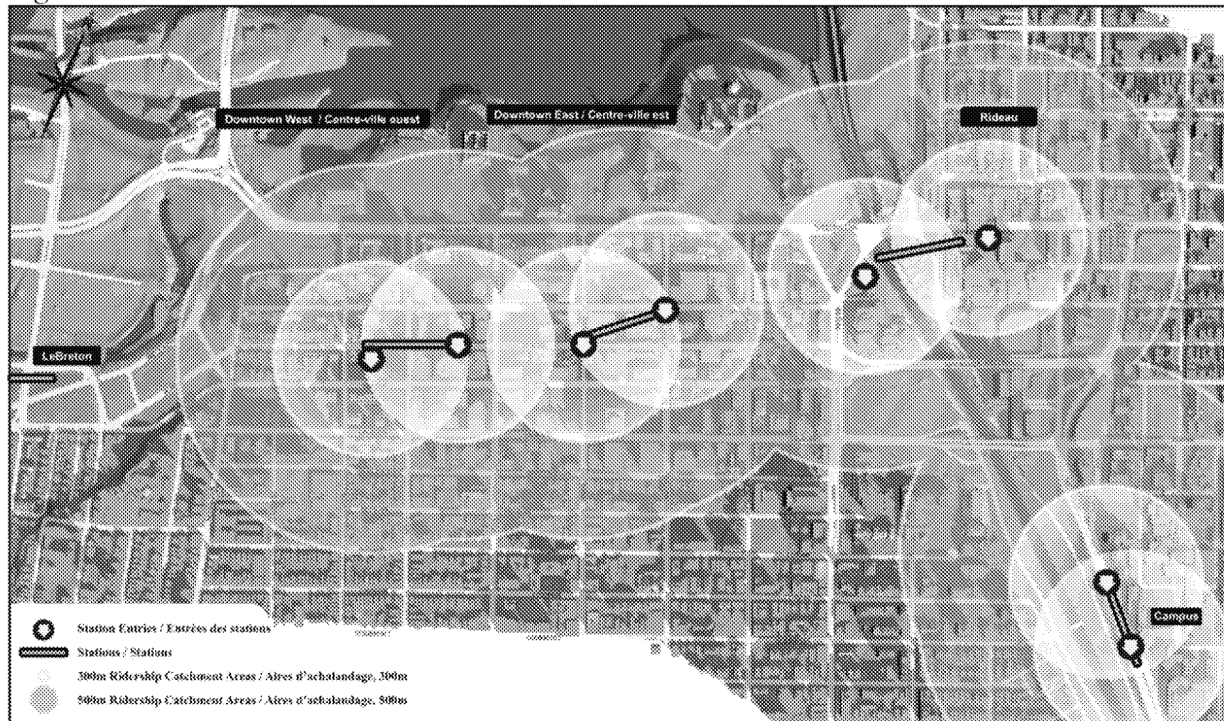 Downtown West / Centre-ville ouest
Downtown East / Centre-ville est
Rideau
LeBreton
Campus
Station Entries / Entrées des stations
Stations / Stations
300m Ridership Catchment Areas / Aires d'achalandage, 300m
500m Ridership Catchment Areas / Aires d'achalandage, 500m